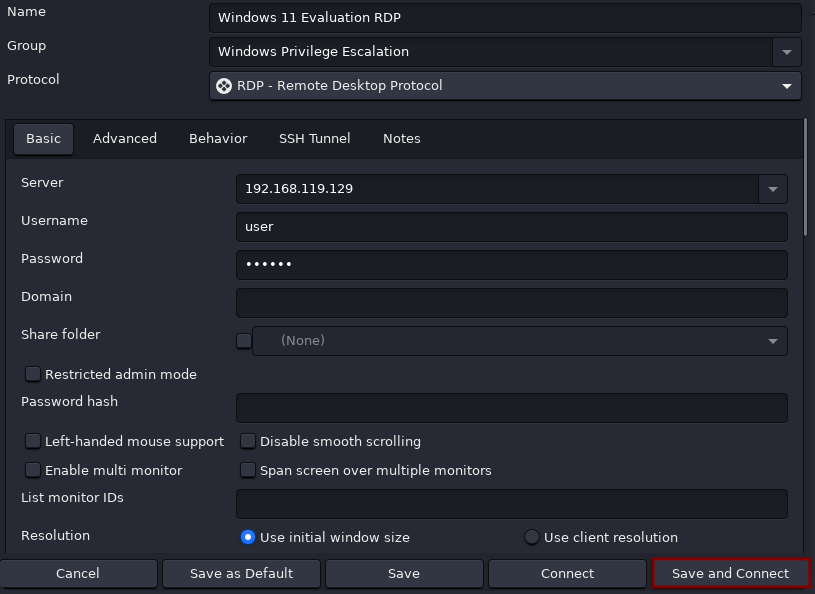 Name Windows 11 Evaluation RDP
Group Windows Privilege Escalation
Protocol RDP - Remote Desktop Protocol
Basic Advanced Behavior SSH Tunnel Notes
Server 192.168.119.129
Username user
Password ••••••
Domain
Share folder (None)
Restricted admin mode
Password hash
Left-handed mouse support Disable smooth scrolling
Enable multi monitor Span screen over multiple monitors
List monitor IDs
Resolution Use initial window size Use client resolution
Cancel Save as Default Save Connect Save and Connect